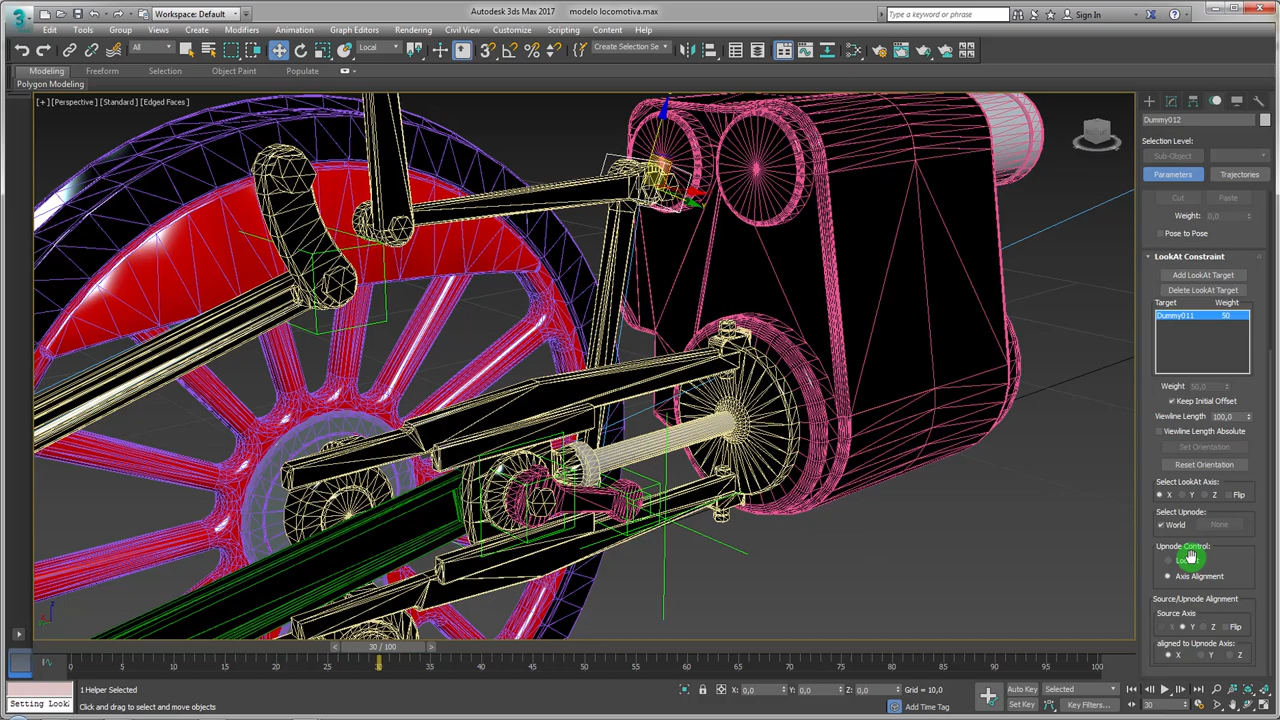 Workspace: Default
Autodesk 3ds Max 2017 modelo locomotiva.max
Type a keyword or phrase
Sign In
Edit Tools Group Views Create Modifiers Animation Graph Editors Rendering Civil View Customize Scripting Content Help
All
Local
Create Selection Se
Modeling Freeform Selection Object Paint Populate
Polygon Modeling
[+] [Perspective] [Standard] [Edged Faces]
Dummy012
Selection Level:
Sub-Object
Parameters Trajectories
Cut Paste
Weight: 0,0
Pose to Pose
LookAt Constraint
Add LookAt Target
Delete LookAt Target
Target Weight
Dummy011 50
Weight 50,0
Keep Initial Offset
Viewline Length 100,0
Viewline Length Absolute
Set Orientation
Reset Orientation
Select LookAt Axis:
X Y Z Flip
Select Upnode:
World None
Upnode Control:
Axis Alignment
Source/Upnode Alignment
Source Axis
X Y Z Flip
aligned to Upnode Axis:
X Y Z
30 / 100
0 5 10 15 20 25 30 35 40 45 50 55 60 65 70 75 80 85 90 95 100
1 Helper Selected
X: 0,0 Y: 0,0 Z: 0,0 Grid = 10,0
Auto Key Selected
Setting Look
Click and drag to select and move objects
Add Time Tag
Set Key Key Filters...
30